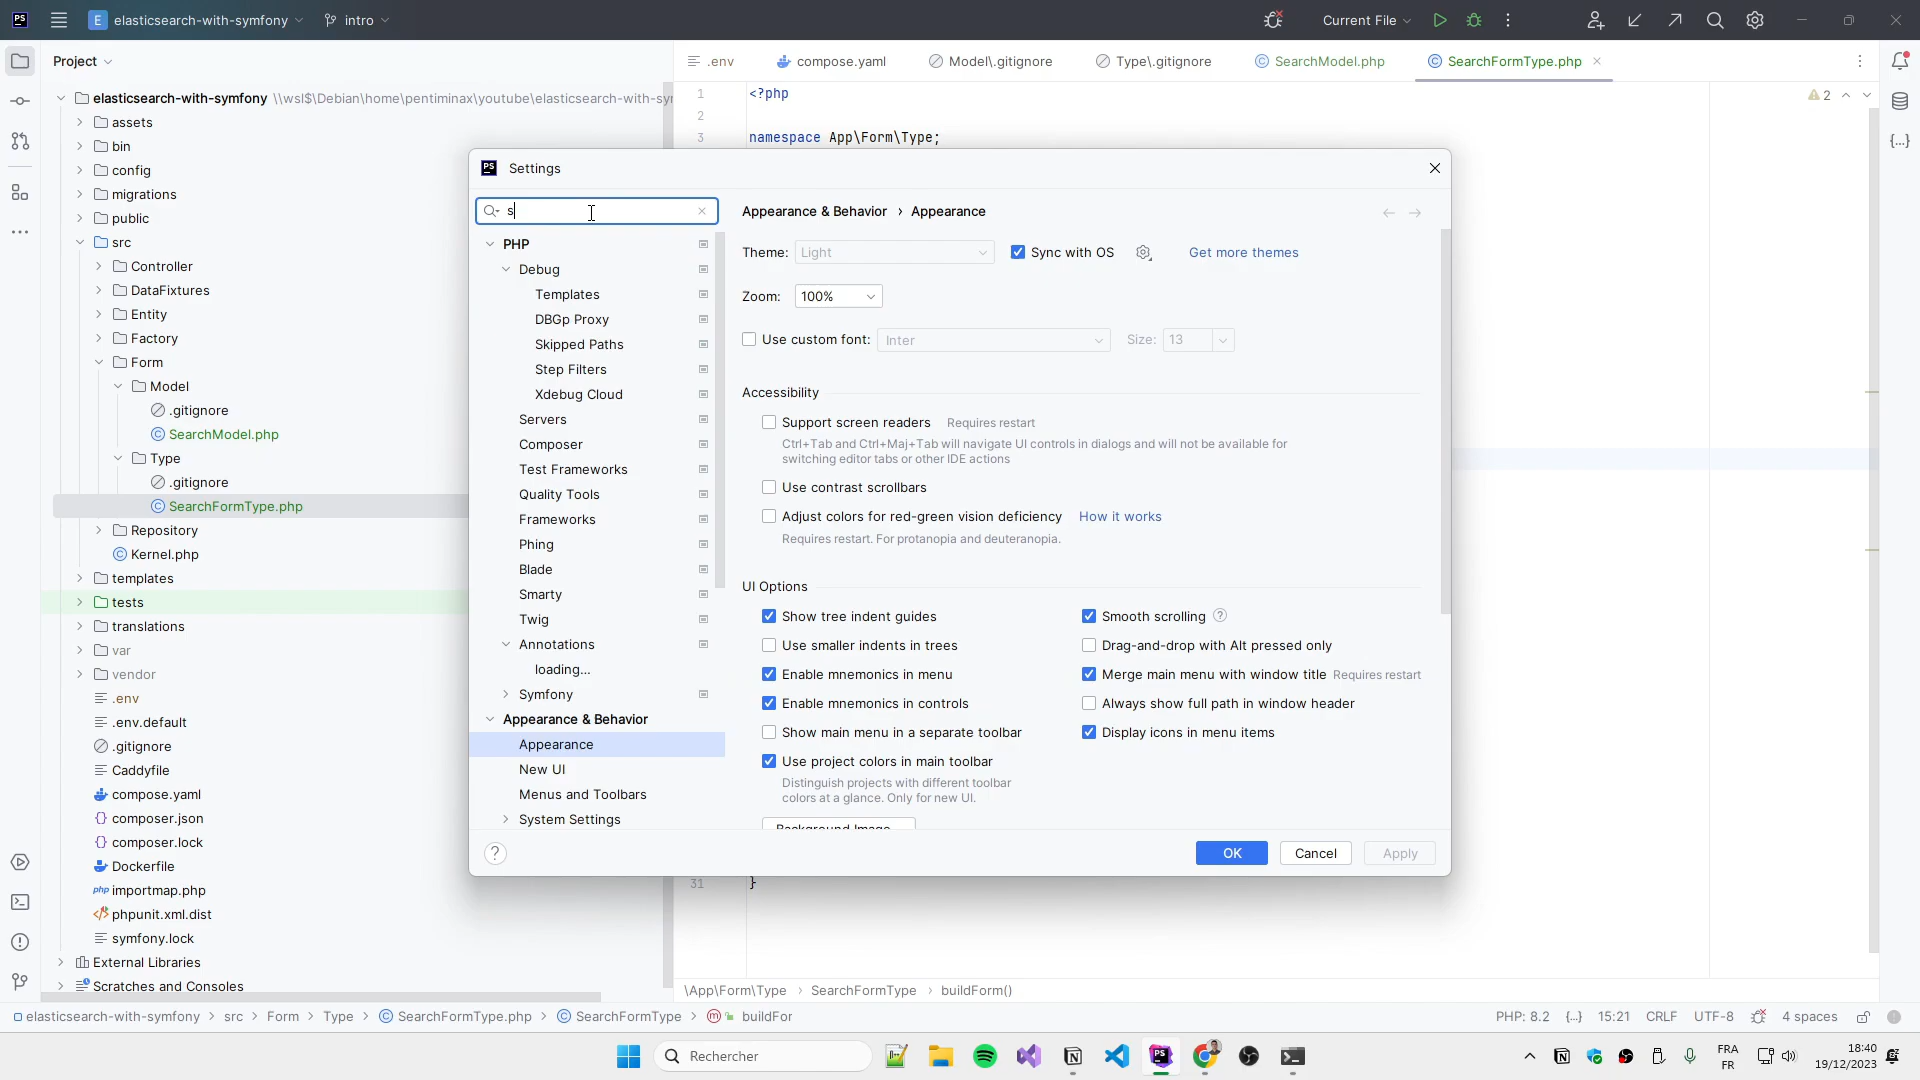 PS E elasticsearch-with-symfony intro Current File
Project
.env compose.yaml Model\.gitignore Type\.gitignore SearchModel.php SearchFormType.php
elasticsearch-with-symfony \\wsl$\Debian\home\pentiminax\youtube\elasticsearch-with-sy
assets
bin
config
migrations
public
src
Controller
DataFixtures
Entity
Factory
Form
Model
.gitignore
SearchModel.php
Type
.gitignore
SearchFormType.php
Repository
Kernel.php
templates
tests
translations
var
vendor
.env
.env.default
.gitignore
Caddyfile
compose.yaml
composer.json
composer.lock
Dockerfile
php importmap.php
phpunit.xml.dist
symfony.lock
External Libraries
Scratches and Consoles
1 <?php
2
2
3 namespace App\Form\Type;
31 }
PS Settings
s
PHP
Debug
Templates
DBGp Proxy
Skipped Paths
Step Filters
Xdebug Cloud
Servers
Composer
Test Frameworks
Quality Tools
Frameworks
Phing
Blade
Smarty
Twig
Annotations
loading...
Symfony
Appearance & Behavior
Appearance
New UI
Menus and Toolbars
System Settings
Appearance & Behavior › Appearance
Theme: Light Sync with OS Get more themes
Zoom: 100%
Use custom font: Inter Size: 13
Accessibility
Support screen readers Requires restart
Ctrl+Tab and Ctrl+Maj+Tab will navigate UI controls in dialogs and will not be available for
switching editor tabs or other IDE actions
Use contrast scrollbars
Adjust colors for red-green vision deficiency How it works
Requires restart. For protanopia and deuteranopia.
UI Options
Show tree indent guides Smooth scrolling ?
Use smaller indents in trees Drag-and-drop with Alt pressed only
Enable mnemonics in menu Merge main menu with window title Requires restart
Enable mnemonics in controls Always show full path in window header
Show main menu in a separate toolbar Display icons in menu items
Use project colors in main toolbar
Distinguish projects with different toolbar
colors at a glance. Only for new UI.
Background Image...
? OK Cancel Apply
\App\Form\Type › SearchFormType › buildForm()
elasticsearch-with-symfony › src › Form › Type › SearchFormType.php › SearchFormType › buildFor PHP: 8.2 {..} 15:21 CRLF UTF-8 4 spaces
Rechercher
FRA
FR
18:40
19/12/2023